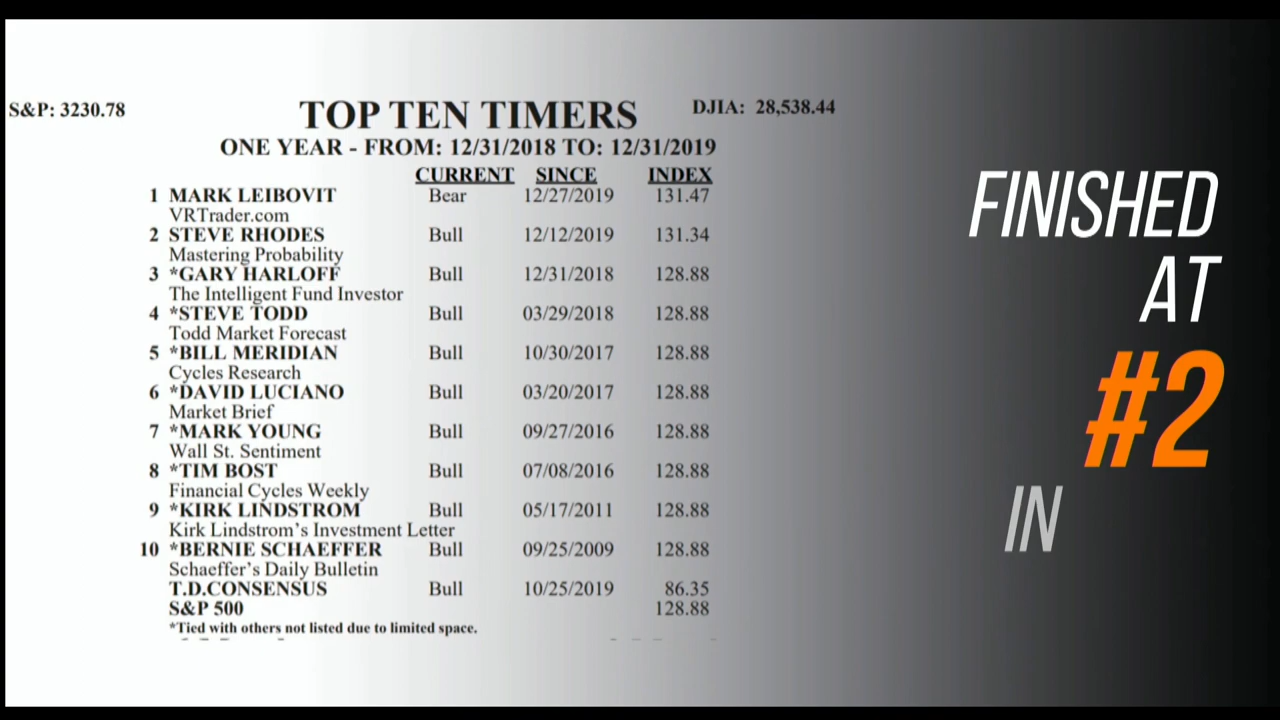 S&P: 3230.78
TOP TEN TIMERS
DJIA: 28,538.44
ONE YEAR - FROM: 12/31/2018 TO: 12/31/2019
CURRENT SINCE INDEX
1 MARK LEIBOVIT Bear 12/27/2019 131.47
VRTrader.com
2 STEVE RHODES Bull 12/12/2019 131.34
Mastering Probability
3 *GARY HARLOFF Bull 12/31/2018 128.88
The Intelligent Fund Investor
4 *STEVE TODD Bull 03/29/2018 128.88
Todd Market Forecast
5 *BILL MERIDIAN Bull 10/30/2017 128.88
Cycles Research
6 *DAVID LUCIANO Bull 03/20/2017 128.88
Market Brief
7 *MARK YOUNG Bull 09/27/2016 128.88
Wall St. Sentiment
8 *TIM BOST Bull 07/08/2016 128.88
Financial Cycles Weekly
9 *KIRK LINDSTROM Bull 05/17/2011 128.88
Kirk Lindstrom's Investment Letter
10 *BERNIE SCHAEFFER Bull 09/25/2009 128.88
Schaeffer's Daily Bulletin
T.D.CONSENSUS Bull 10/25/2019 86.35
S&P 500 128.88
*Tied with others not listed due to limited space.
FINISHED
AT
#2
IN